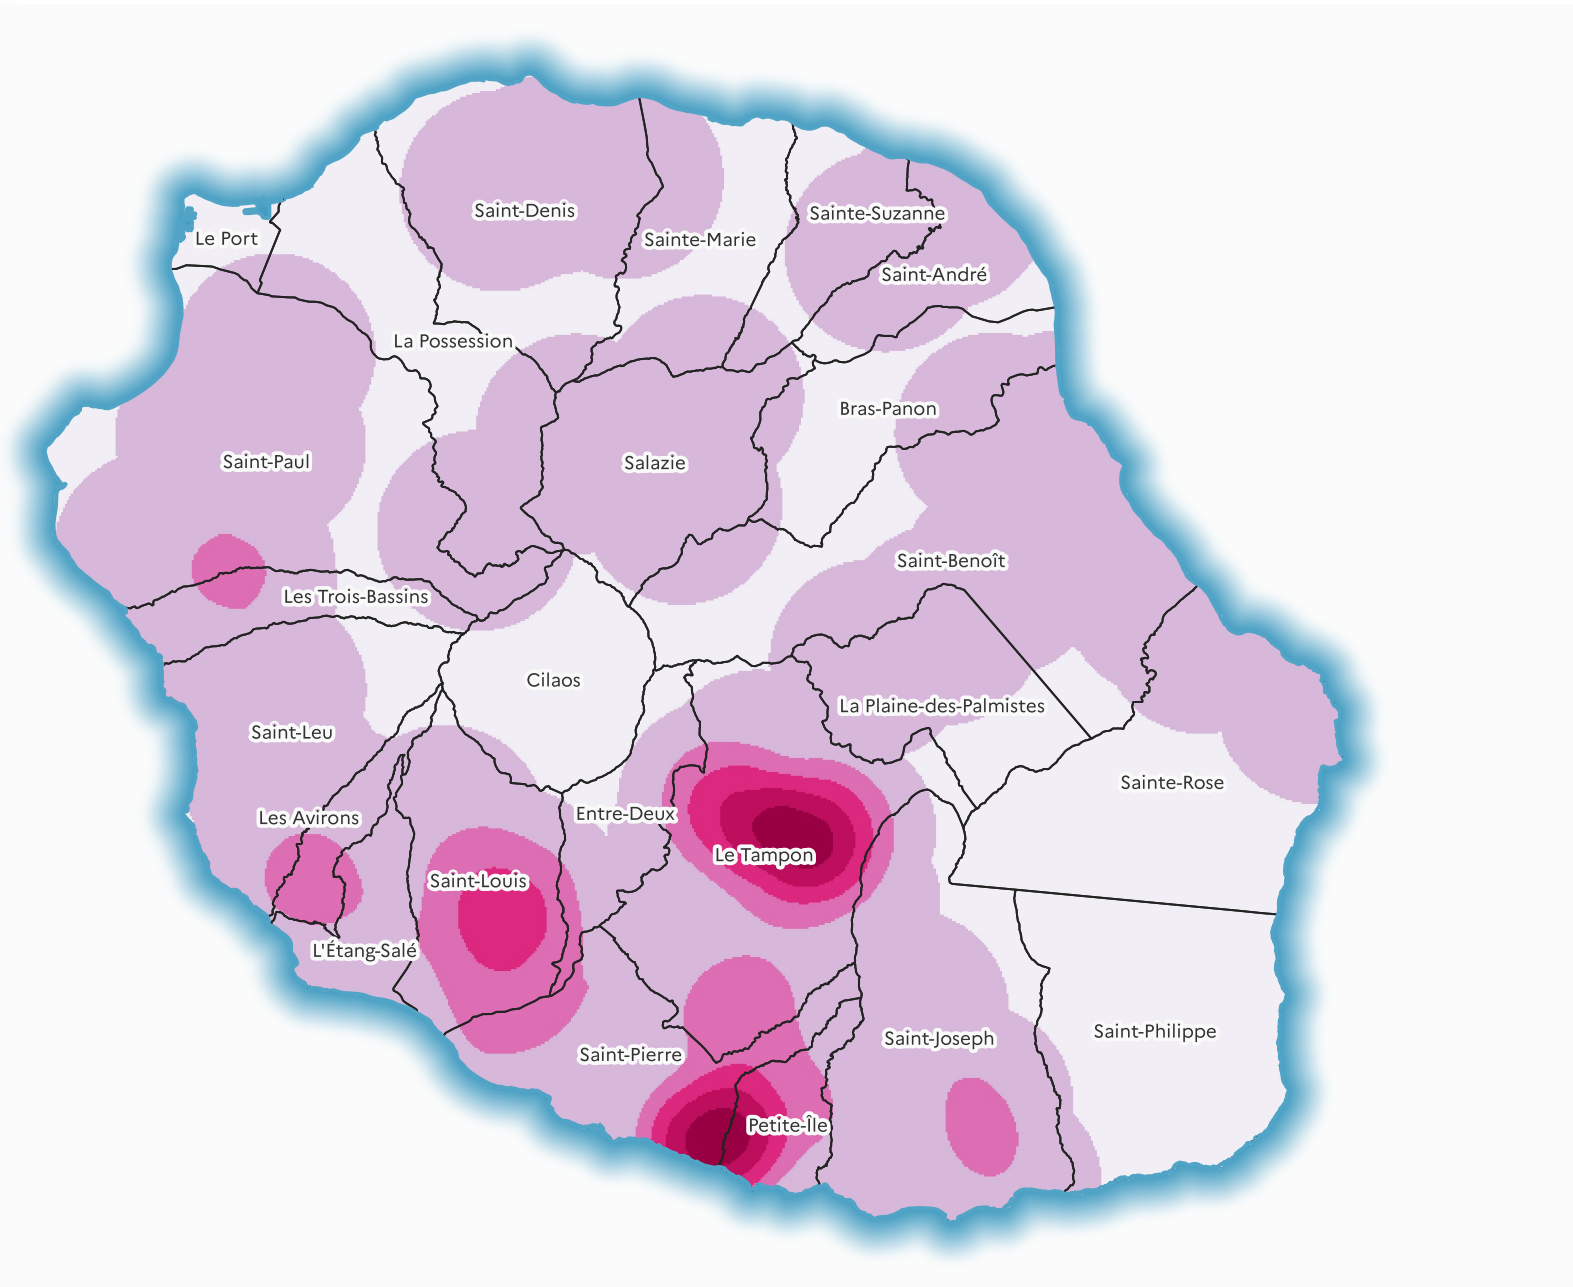 Saint-Denis
Sainte-Suzanne
Le Port
Sainte-Marie
Saint-André
La Possession
Bras-Panon
Saint-Paul
Salazie
Saint-Benoît
Les Trois-Bassins
Cilaos
La Plaine-des-Palmistes
Saint-Leu
Sainte-Rose
Les Avirons
Entre-Deux
Le Tampon
Saint-Louis
L'Étang-Salé
Saint-Philippe
Saint-Joseph
Saint-Pierre
Petite-Île